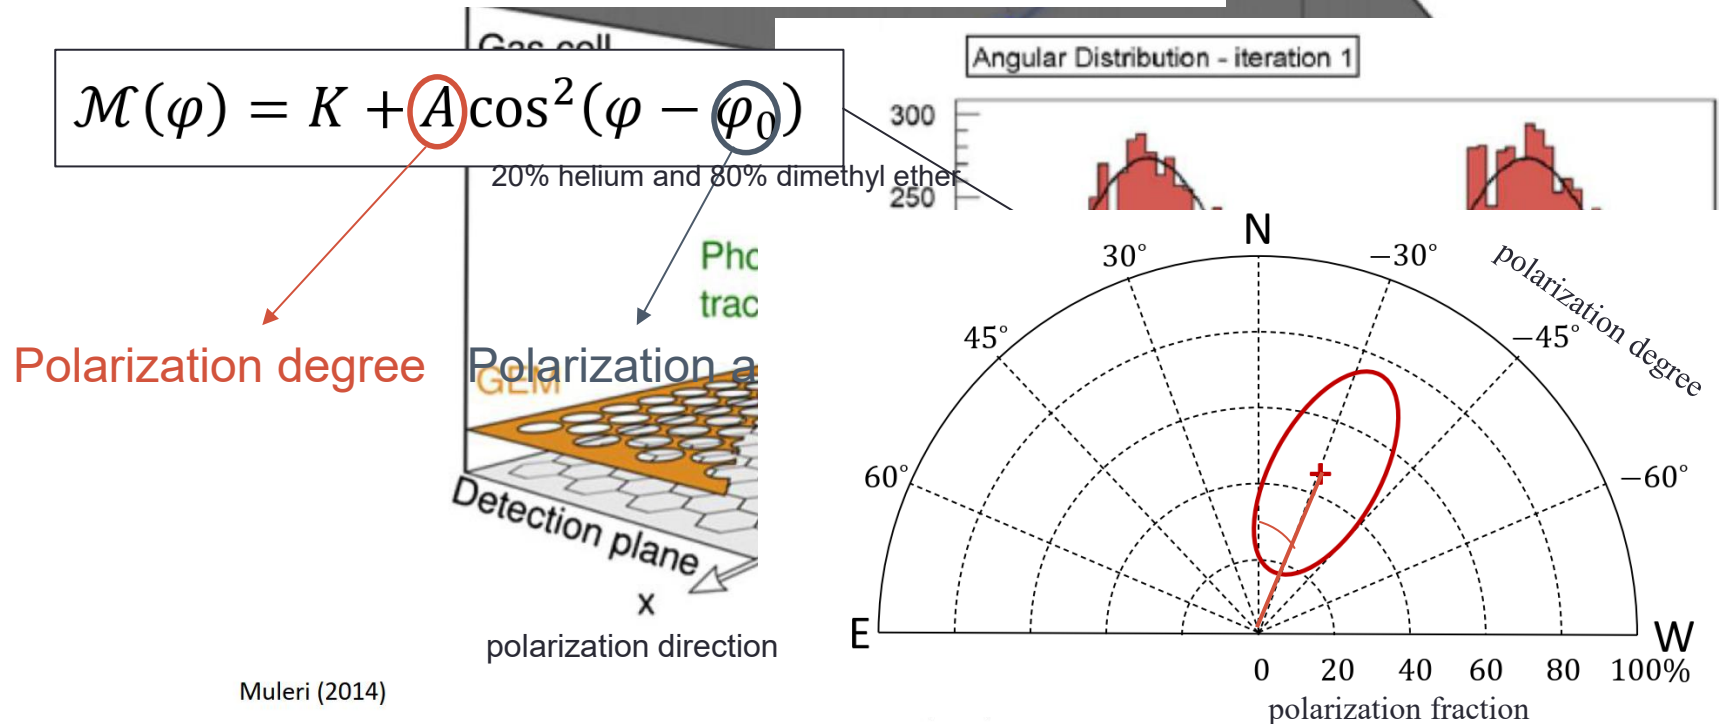 Gas cell
Angular Distribution - iteration 1
ℳ(φ) = K + A cos²(φ − φ₀)
300
250
20% helium and 80% dimethyl ether
Pho
trac
Polarization degree
Polarization a
GEM
Detection plane
x
polarization direction
Muleri (2014)
N
30°
−30°
polarization degree
45°
−45°
60°
−60°
E
W
0 20 40 60 80 100%
polarization fraction